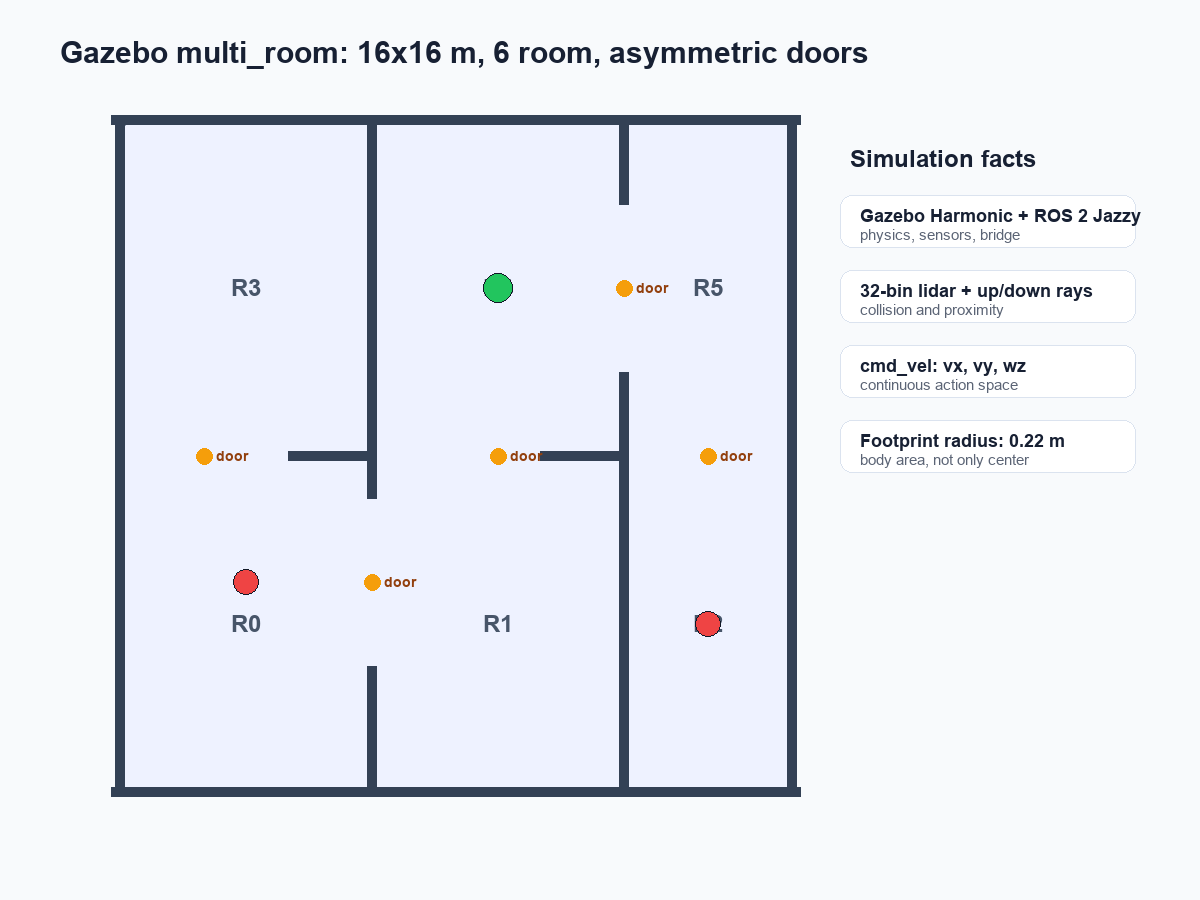 Gazebo multi_room: 16x16 m, 6 room, asymmetric doors
Simulation facts
Gazebo Harmonic + ROS 2 Jazzy
physics, sensors, bridge
32-bin lidar + up/down rays
collision and proximity
cmd_vel: vx, vy, wz
continuous action space
Footprint radius: 0.22 m
body area, not only center
R3
door
R5
door
door
door
door
R0
R1